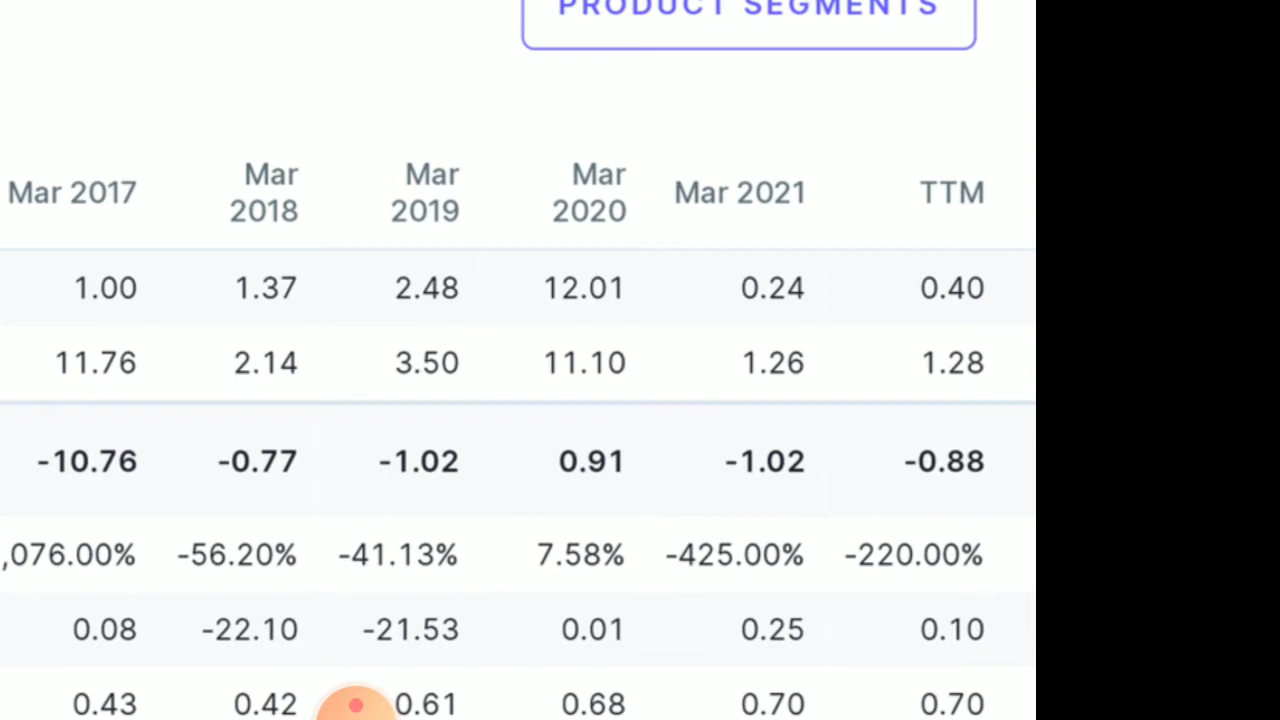 PRODUCT SEGMENTS
Mar 2017 Mar 2018 Mar 2019 Mar 2020 Mar 2021 TTM
1.00 1.37 2.48 12.01 0.24 0.40
11.76 2.14 3.50 11.10 1.26 1.28
-10.76 -0.77 -1.02 0.91 -1.02 -0.88
,076.00% -56.20% -41.13% 7.58% -425.00% -220.00%
0.08 -22.10 -21.53 0.01 0.25 0.10
0.43 0.42 0.61 0.68 0.70 0.70